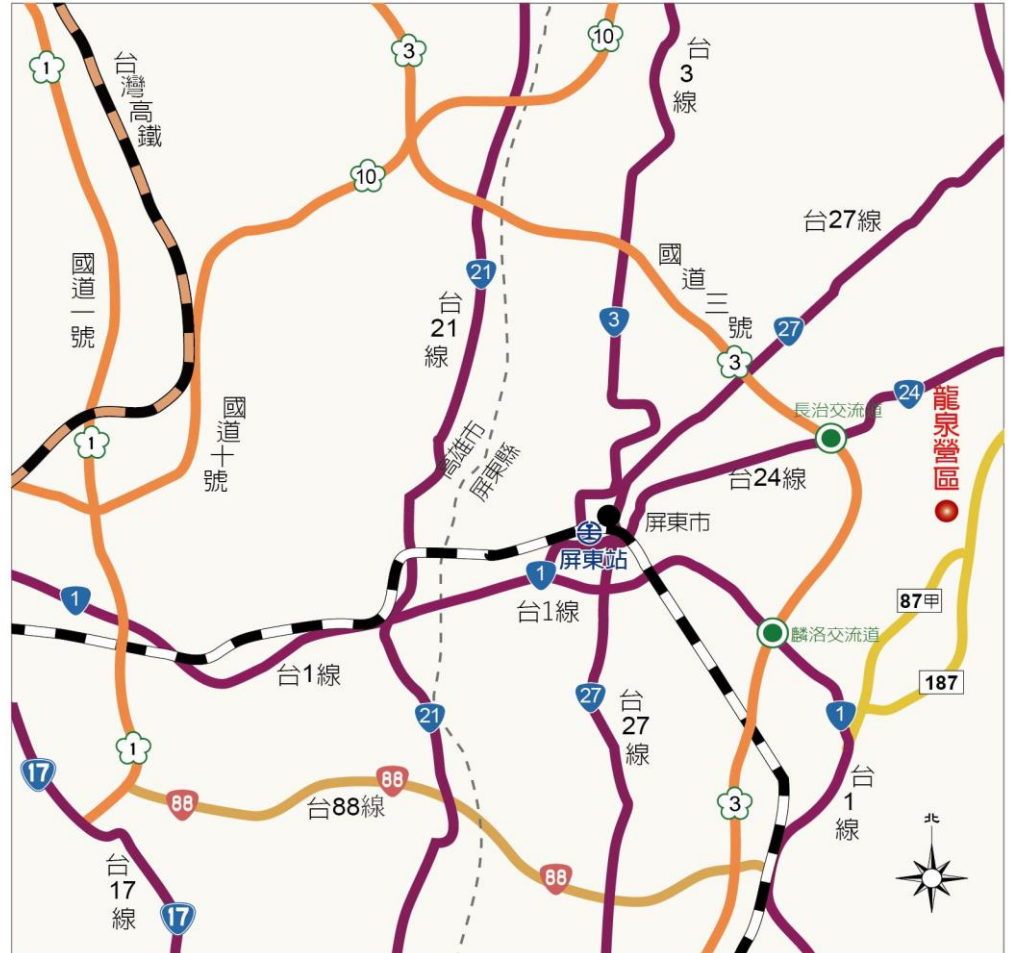 1
台灣高鐵
3
10
台
3
線
10
台27線
國道三號
國道一號
21
台
21
線
3
27
3
24
長治交流道
龍泉營區
國道十號
1
高雄市
屏東縣
台24線
屏東市
屏東站
1
1
台1線
87甲
麟洛交流道
台1線
187
27
台
27
線
21
1
1
17
88
88
台88線
3
台
1
線
北
88
台
17
線
17